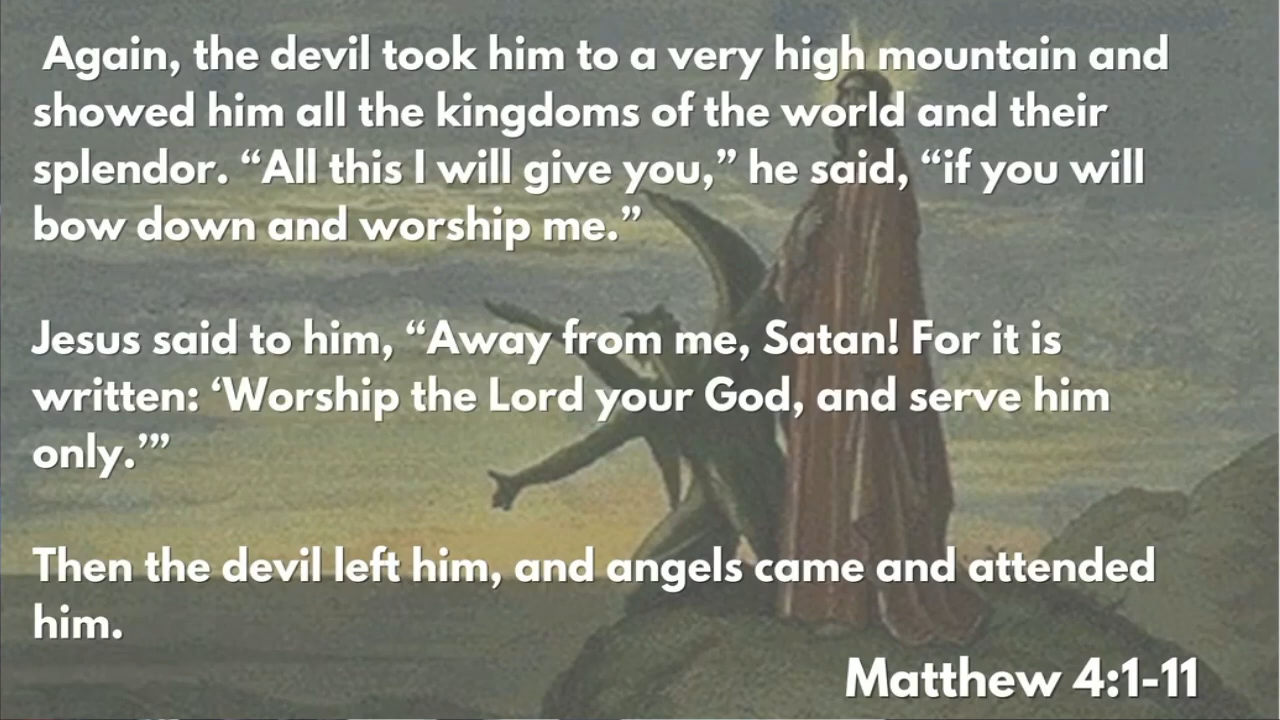 Again, the devil took him to a very high mountain and
showed him all the kingdoms of the world and their
splendor. “All this I will give you,” he said, “if you will
bow down and worship me.”
Jesus said to him, “Away from me, Satan! For it is
written: ‘Worship the Lord your God, and serve him
only.’”
Then the devil left him, and angels came and attended
him.
Matthew 4:1-11